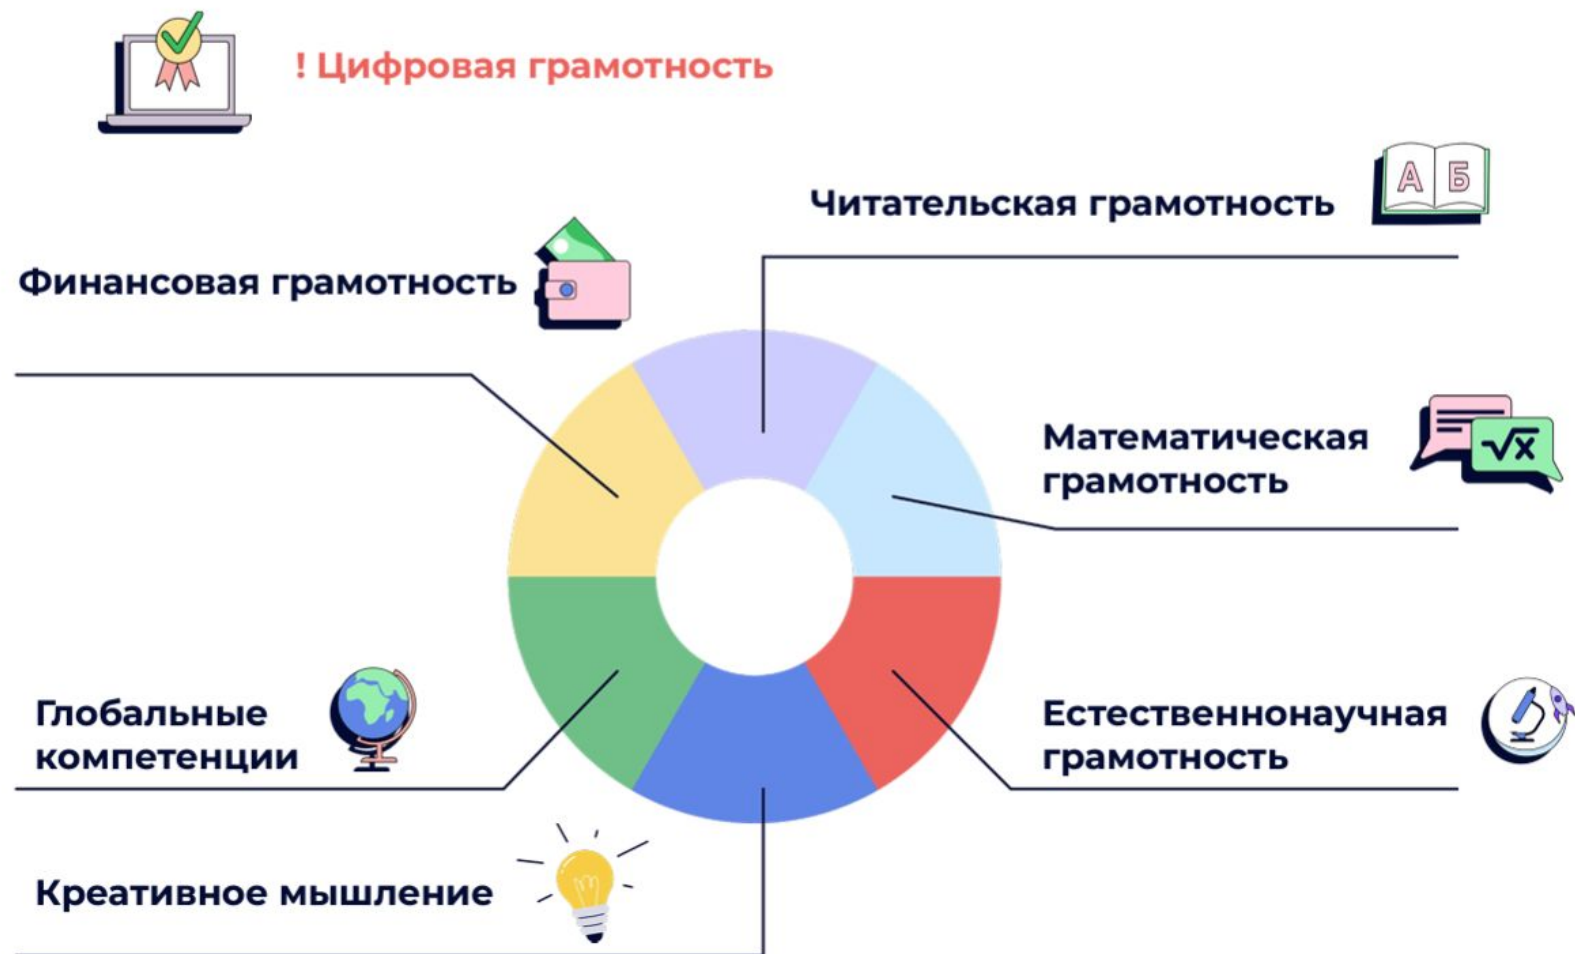 ! Цифровая грамотность
Читательская грамотность
А Б
Финансовая грамотность
Математическая
грамотность
√x
Глобальные
компетенции
Естественнонаучная
грамотность
Креативное мышление